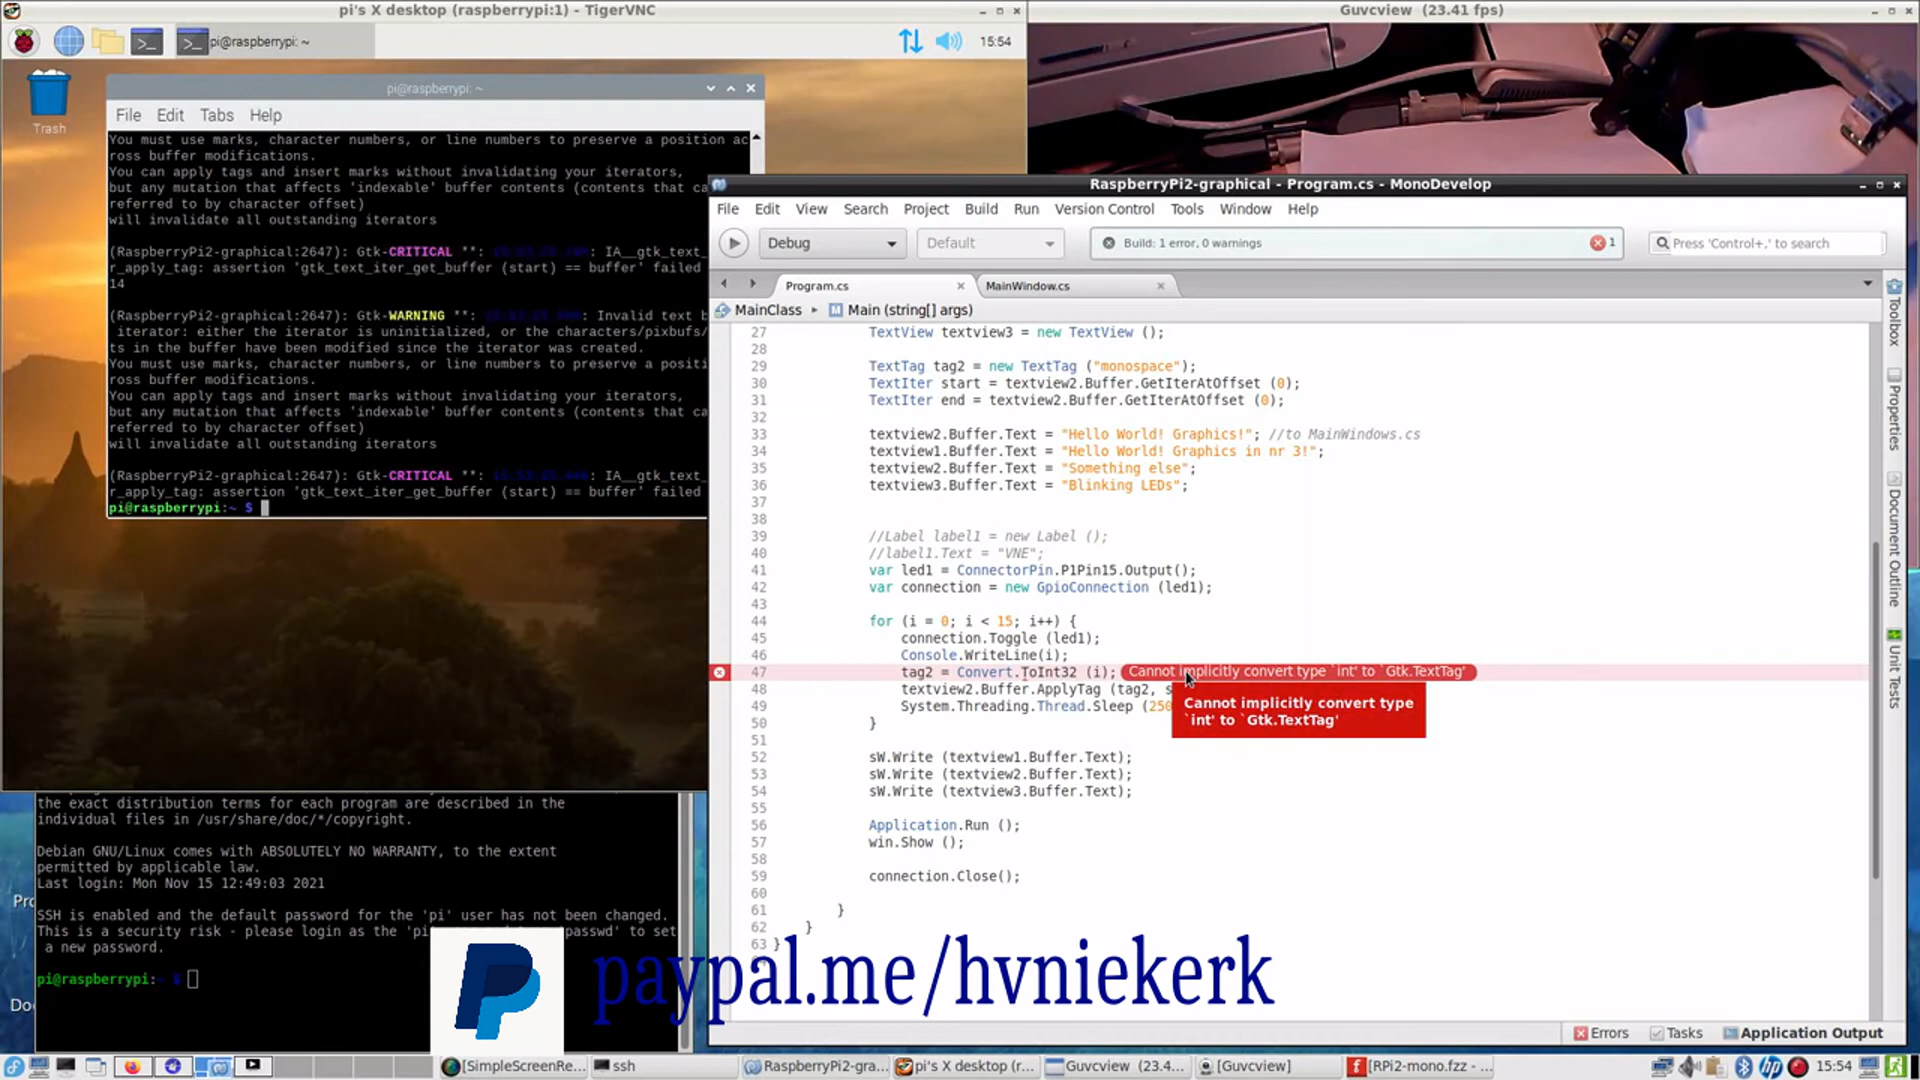 pi's X desktop (raspberrypi:1) - TigerVNC
pi@raspberrypi: ~
15:54
Trash
pi@raspberrypi: ~
File Edit Tabs Help
You must use marks, character numbers, or line numbers to preserve a position ac
ross buffer modifications.
You can apply tags and insert marks without invalidating your iterators,
but any mutation that affects 'indexable' buffer contents (contents that ca
referred to by character offset)
will invalidate all outstanding iterators
(RaspberryPi2-graphical:2647): Gtk-CRITICAL **: IA__gtk_text_
r_apply_tag: assertion 'gtk_text_iter_get_buffer (start) == buffer' failed
14
(RaspberryPi2-graphical:2647): Gtk-WARNING **: Invalid text b
iterator: either the iterator is uninitialized, or the characters/pixbufs/
ts in the buffer have been modified since the iterator was created.
You must use marks, character numbers, or line numbers to preserve a positi
ross buffer modifications.
You can apply tags and insert marks without invalidating your iterators,
but any mutation that affects 'indexable' buffer contents (contents that ca
referred to by character offset)
will invalidate all outstanding iterators
(RaspberryPi2-graphical:2647): Gtk-CRITICAL **: IA__gtk_text_
r_apply_tag: assertion 'gtk_text_iter_get_buffer (start) == buffer' failed
pi@raspberrypi:~ $
the exact distribution terms for each program are described in the
individual files in /usr/share/doc/*/copyright.
Debian GNU/Linux comes with ABSOLUTELY NO WARRANTY, to the extent
permitted by applicable law.
Last login: Mon Nov 15 12:49:03 2021
SSH is enabled and the default password for the 'pi' user has not been changed.
This is a security risk - please login as the 'pi passwd' to set
a new password.
pi@raspberrypi:~ $
Guvcview (23.41 fps)
RaspberryPi2-graphical - Program.cs - MonoDevelop
File Edit View Search Project Build Run Version Control Tools Window Help
Debug Default Build: 1 error, 0 warnings 1 Press 'Control+,' to search
Program.cs MainWindow.cs
MainClass Main (string[] args)
27 TextView textview3 = new TextView ();
28
29 TextTag tag2 = new TextTag ("monospace");
30 TextIter start = textview2.Buffer.GetIterAtOffset (0);
31 TextIter end = textview2.Buffer.GetIterAtOffset (0);
32
33 textview2.Buffer.Text = "Hello World! Graphics!"; //to MainWindows.cs
34 textview1.Buffer.Text = "Hello World! Graphics in nr 3!";
35 textview2.Buffer.Text = "Something else";
36 textview3.Buffer.Text = "Blinking LEDs";
37
38
39 //Label label1 = new Label ();
40 //label1.Text = "VNE";
41 var led1 = ConnectorPin.P1Pin15.Output();
42 var connection = new GpioConnection (led1);
43
44 for (i = 0; i < 15; i++) {
45 connection.Toggle (led1);
46 Console.WriteLine(i);
47 tag2 = Convert.ToInt32 (i); Cannot implicitly convert type `int' to `Gtk.TextTag'
48 textview2.Buffer.ApplyTag (tag2, s
49 System.Threading.Thread.Sleep (250
Cannot implicitly convert type
`int' to `Gtk.TextTag'
50 }
51
52 sW.Write (textview1.Buffer.Text);
53 sW.Write (textview2.Buffer.Text);
54 sW.Write (textview3.Buffer.Text);
55
56 Application.Run ();
57 win.Show ();
58
59 connection.Close();
60
61 }
62 }
63 }
Toolbox
Properties
Document Outline
Unit Tests
paypal.me/hvniekerk
Errors Tasks Application Output
[SimpleScreenRe... ssh RaspberryPi2-gra... pi's X desktop (r... Guvcview (23.4... [Guvcview] [RPi2-mono.fzz - ... 15:54